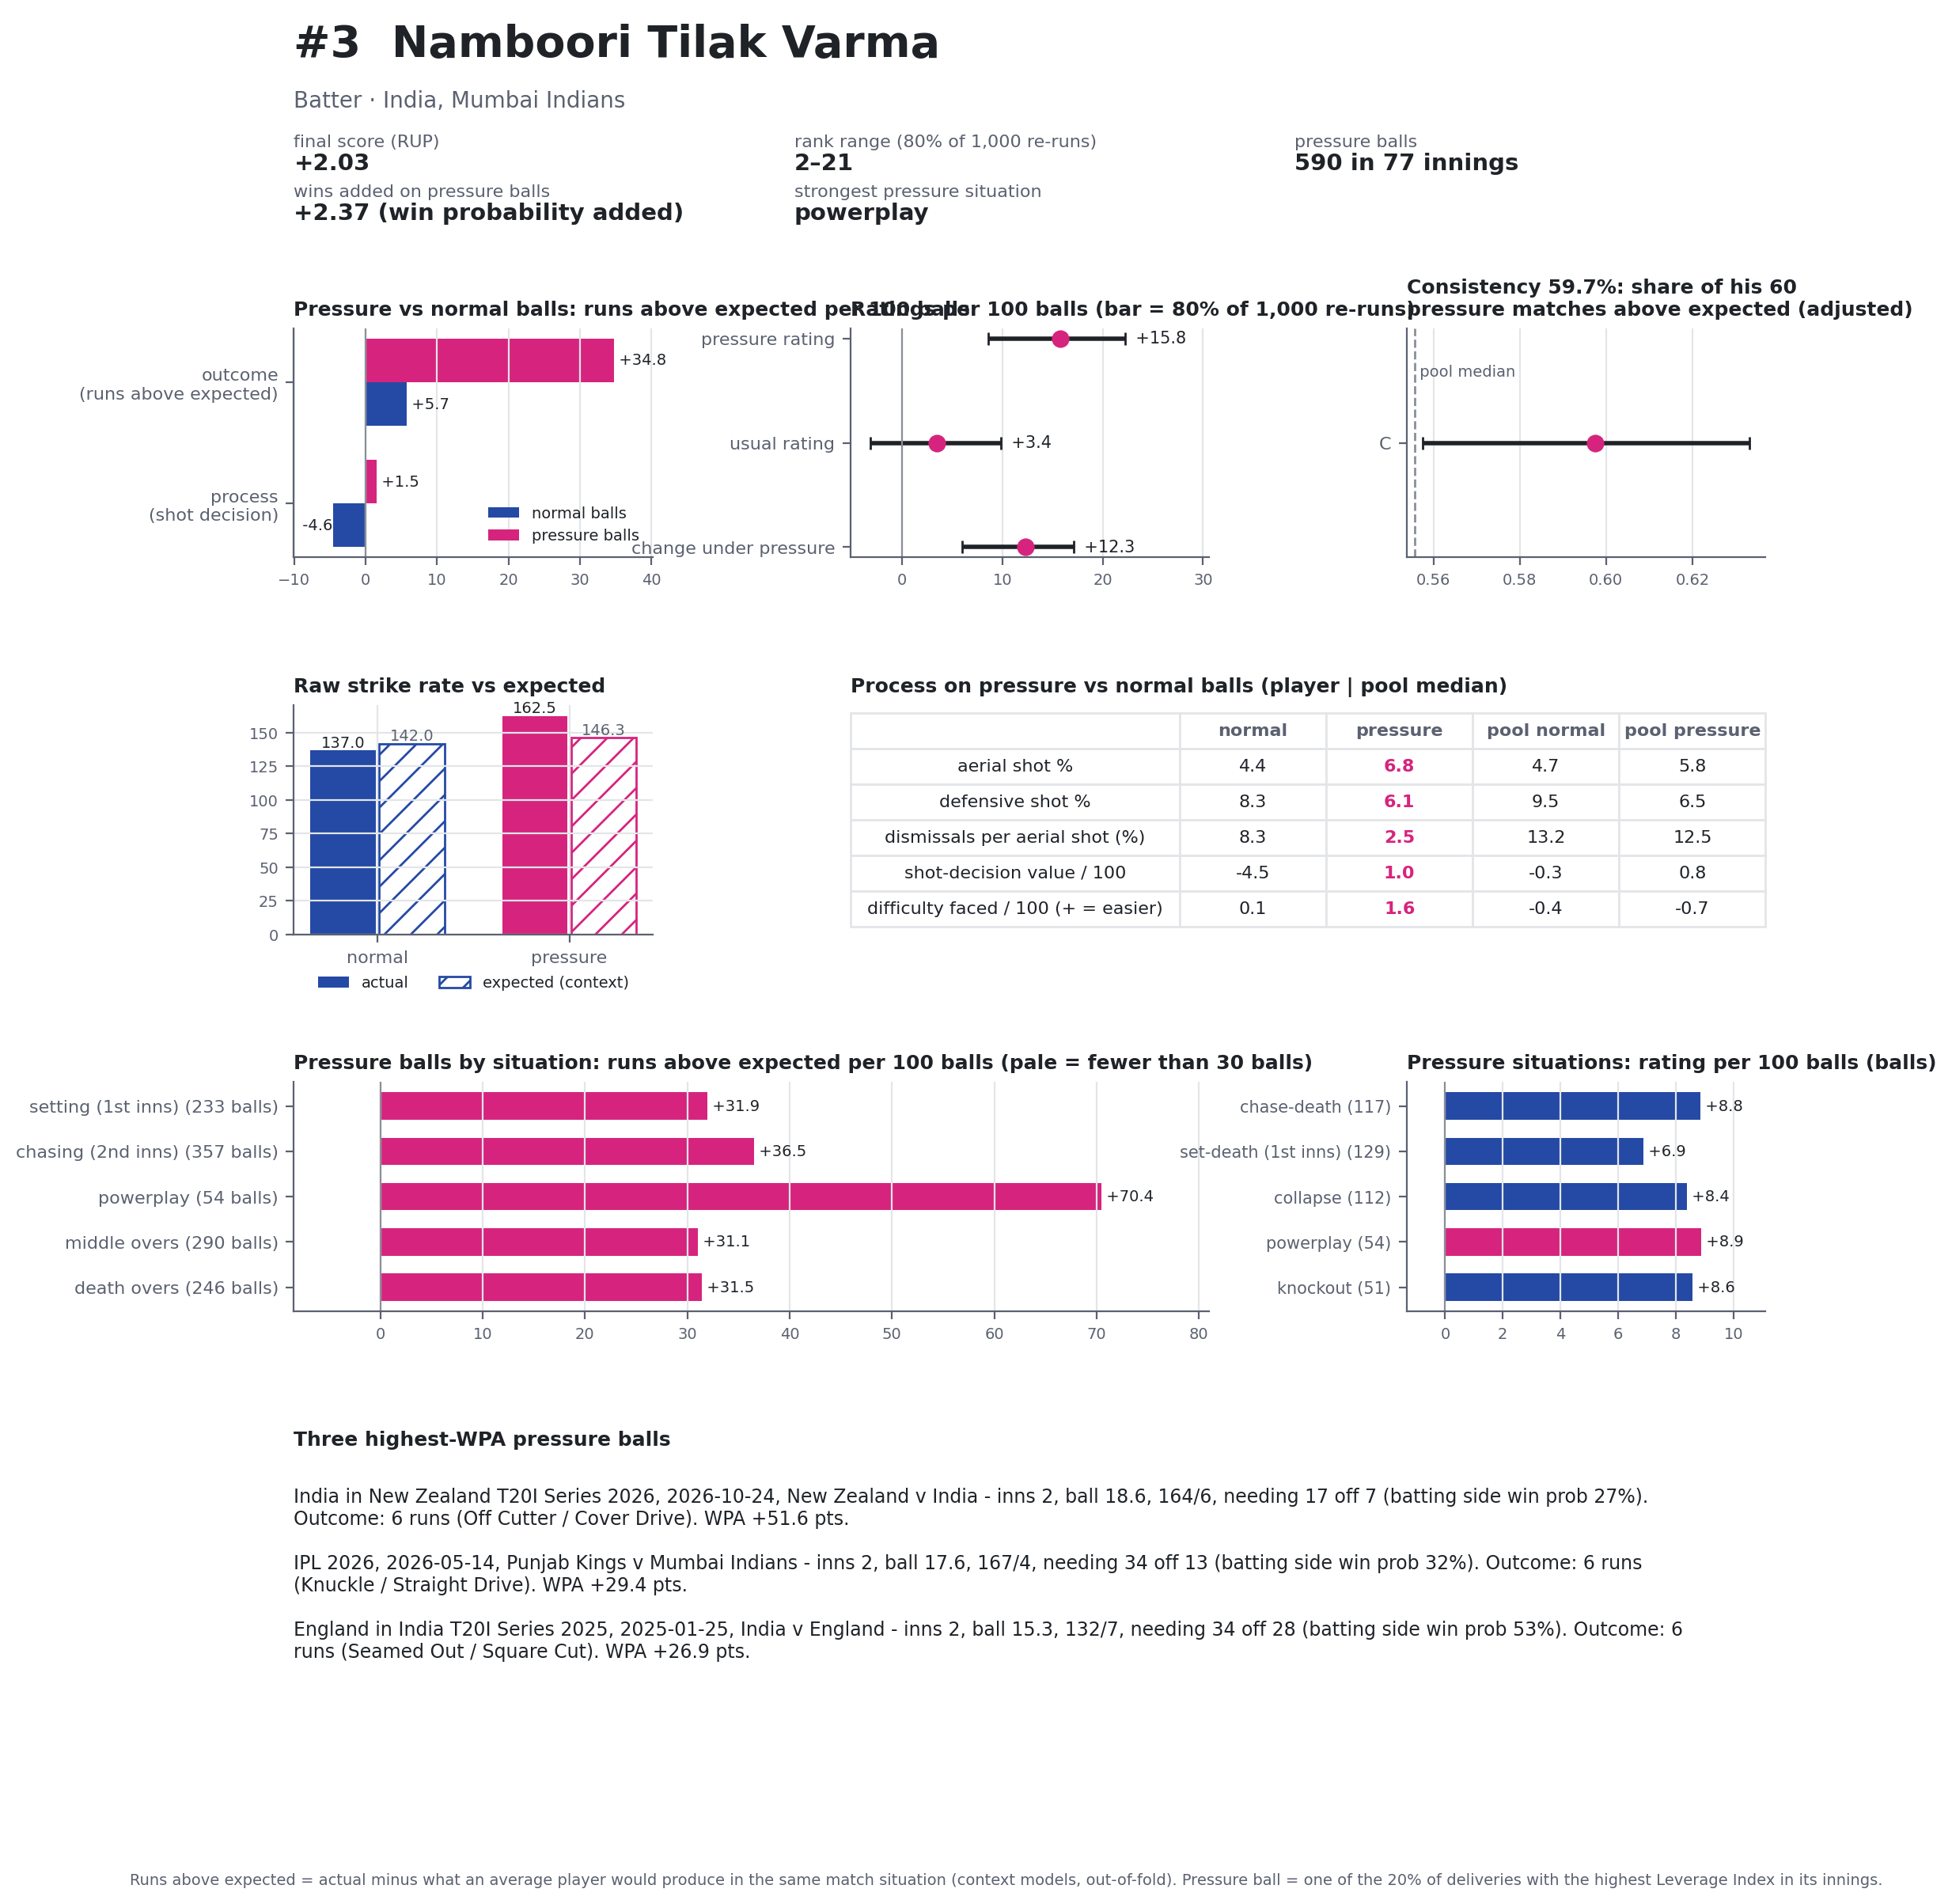 #3  Namboori Tilak Varma
Batter · India, Mumbai Indians
final score (RUP)
+2.03
rank range (80% of 1,000 re-runs)
2–21
pressure balls
590 in 77 innings
wins added on pressure balls
+2.37 (win probability added)
strongest pressure situation
powerplay
Pressure vs normal balls: runs above expected per 100 balls
outcome
(runs above expected)
+34.8
+5.7
process
(shot decision)
+1.5
-4.6
normal balls
pressure balls
−10 0 10 20 30 40
Ratings per 100 balls (bar = 80% of 1,000 re-runs)
pressure rating
+15.8
usual rating
+3.4
change under pressure
+12.3
0 10 20 30
Consistency 59.7%: share of his 60
pressure matches above expected (adjusted)
pool median
C
0.56 0.58 0.60 0.62
Raw strike rate vs expected
162.5
146.3
137.0
142.0
150
125
100
75
50
25
0
normal pressure
actual expected (context)
Process on pressure vs normal balls (player | pool median)
normal pressure pool normal pool pressure
aerial shot % 4.4 6.8 4.7 5.8
defensive shot % 8.3 6.1 9.5 6.5
dismissals per aerial shot (%) 8.3 2.5 13.2 12.5
shot-decision value / 100 -4.5 1.0 -0.3 0.8
difficulty faced / 100 (+ = easier) 0.1 1.6 -0.4 -0.7
Pressure balls by situation: runs above expected per 100 balls (pale = fewer than 30 balls)
setting (1st inns) (233 balls) +31.9
chasing (2nd inns) (357 balls) +36.5
powerplay (54 balls) +70.4
middle overs (290 balls) +31.1
death overs (246 balls) +31.5
0 10 20 30 40 50 60 70 80
Pressure situations: rating per 100 balls (balls)
chase-death (117) +8.8
set-death (1st inns) (129) +6.9
collapse (112) +8.4
powerplay (54) +8.9
knockout (51) +8.6
0 2 4 6 8 10
Three highest-WPA pressure balls
India in New Zealand T20I Series 2026, 2026-10-24, New Zealand v India - inns 2, ball 18.6, 164/6, needing 17 off 7 (batting side win prob 27%).
Outcome: 6 runs (Off Cutter / Cover Drive). WPA +51.6 pts.
IPL 2026, 2026-05-14, Punjab Kings v Mumbai Indians - inns 2, ball 17.6, 167/4, needing 34 off 13 (batting side win prob 32%). Outcome: 6 runs
(Knuckle / Straight Drive). WPA +29.4 pts.
England in India T20I Series 2025, 2025-01-25, India v England - inns 2, ball 15.3, 132/7, needing 34 off 28 (batting side win prob 53%). Outcome: 6
runs (Seamed Out / Square Cut). WPA +26.9 pts.
Runs above expected = actual minus what an average player would produce in the same match situation (context models, out-of-fold). Pressure ball = one of the 20% of deliveries with the highest Leverage Index in its innings.